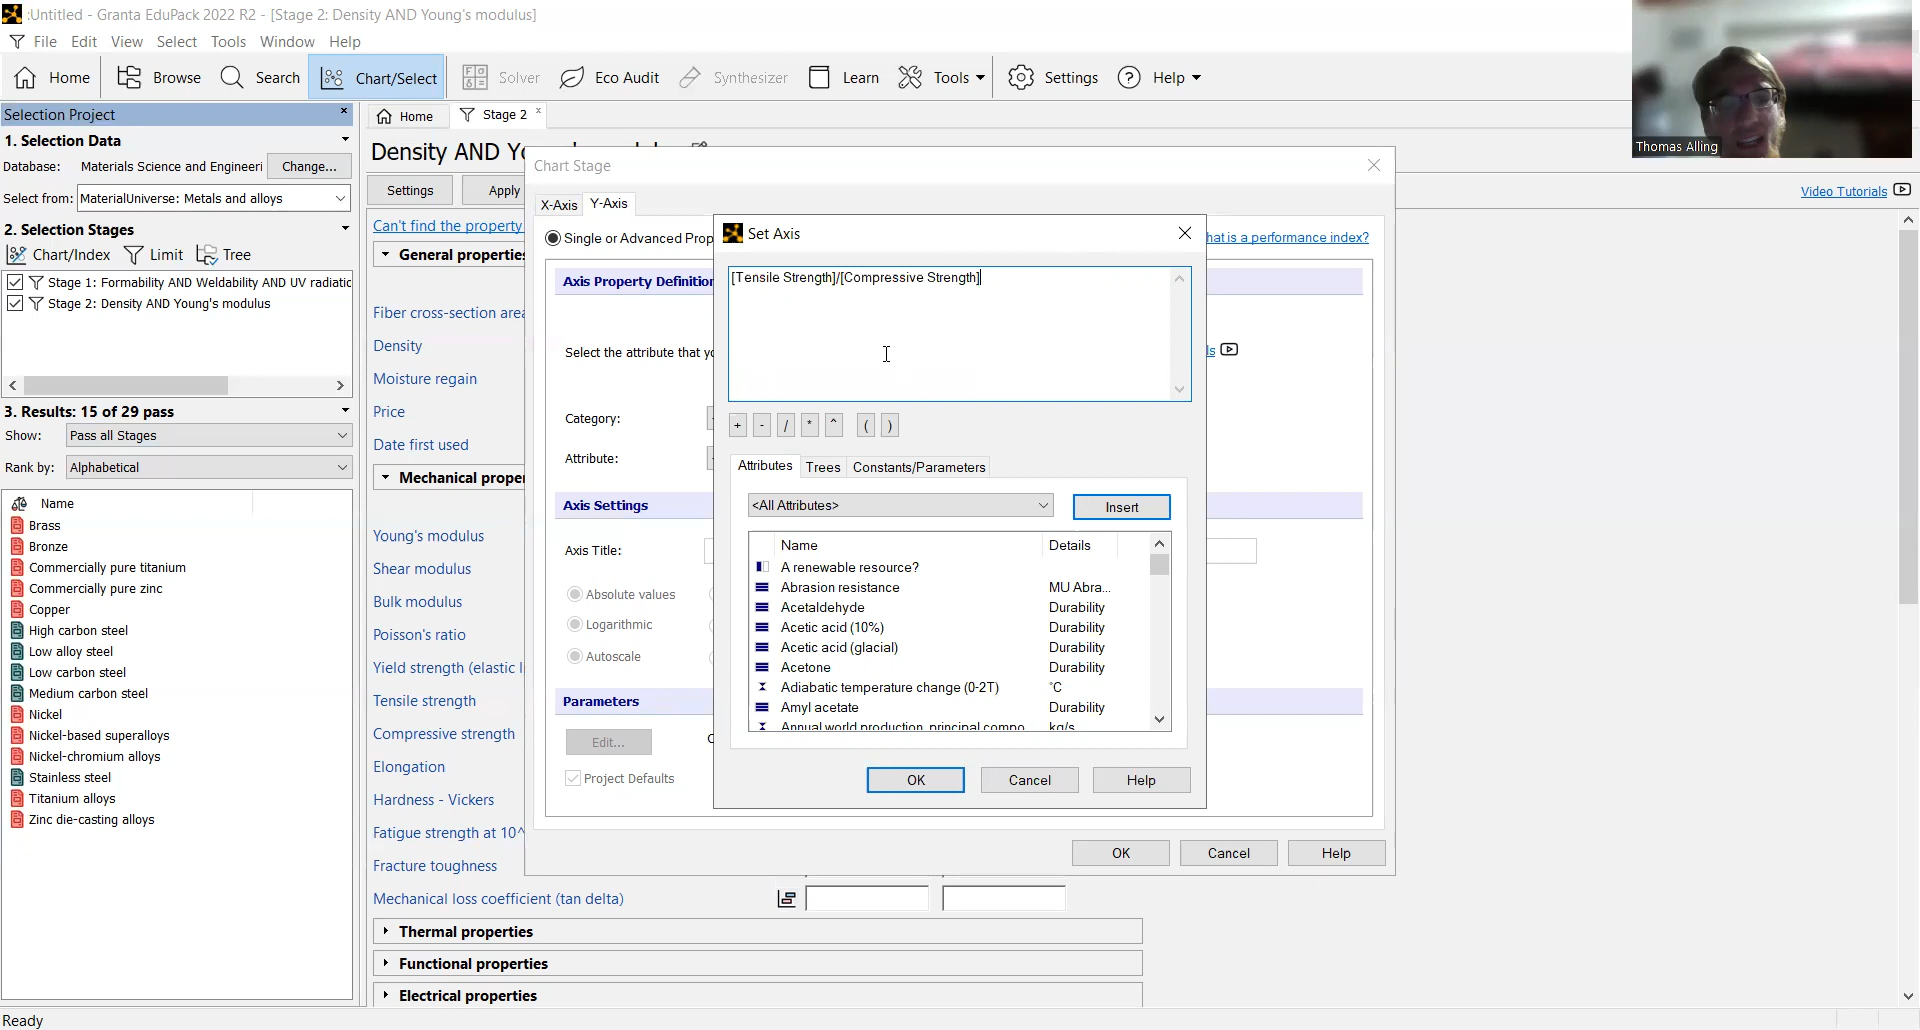 :Untitled - Granta EduPack 2022 R2 - [Stage 2: Density AND Young's modulus]
File Edit View Select Tools Window Help
Home Browse Search Chart/Select Solver Eco Audit Synthesizer Learn Tools Settings Help
Thomas Alling
Selection Project
1. Selection Data
Database: Materials Science and Engineeri Change...
Select from: MaterialUniverse: Metals and alloys
2. Selection Stages
Chart/Index Limit Tree
Stage 1: Formability AND Weldability AND UV radiatic
Stage 2: Density AND Young's modulus
3. Results: 15 of 29 pass
Show: Pass all Stages
Rank by: Alphabetical
Name
Brass
Bronze
Commercially pure titanium
Commercially pure zinc
Copper
High carbon steel
Low alloy steel
Low carbon steel
Medium carbon steel
Nickel
Nickel-based superalloys
Nickel-chromium alloys
Stainless steel
Titanium alloys
Zinc die-casting alloys
Home Stage 2
Density AND
Settings Apply
Video Tutorials
Can't find the property
General properties
Fiber cross-section area
Density
Moisture regain
Price
Date first used
Mechanical proper
Young's modulus
Shear modulus
Bulk modulus
Poisson's ratio
Yield strength (elastic l
Tensile strength
Compressive strength
Elongation
Hardness - Vickers
Fatigue strength at 10^
Fracture toughness
Mechanical loss coefficient (tan delta)
Thermal properties
Functional properties
Electrical properties
Chart Stage
X-Axis Y-Axis
Single or Advanced Prop
hat is a performance index?
Axis Property Definition
Select the attribute that yo
ls
Category:
Attribute:
Axis Settings
Axis Title:
Absolute values
Logarithmic
Autoscale
Parameters
Edit...
Project Defaults
OK Cancel Help
Set Axis
[Tensile Strength]/[Compressive Strength]
+ - / * ^ ( )
Attributes Trees Constants/Parameters
<All Attributes> Insert
Name Details
A renewable resource?
Abrasion resistance MU Abra...
Acetaldehyde Durability
Acetic acid (10%) Durability
Acetic acid (glacial) Durability
Acetone Durability
Adiabatic temperature change (0-2T) °C
Amyl acetate Durability
Annual world production, principal compo kg/s
OK Cancel Help
Ready